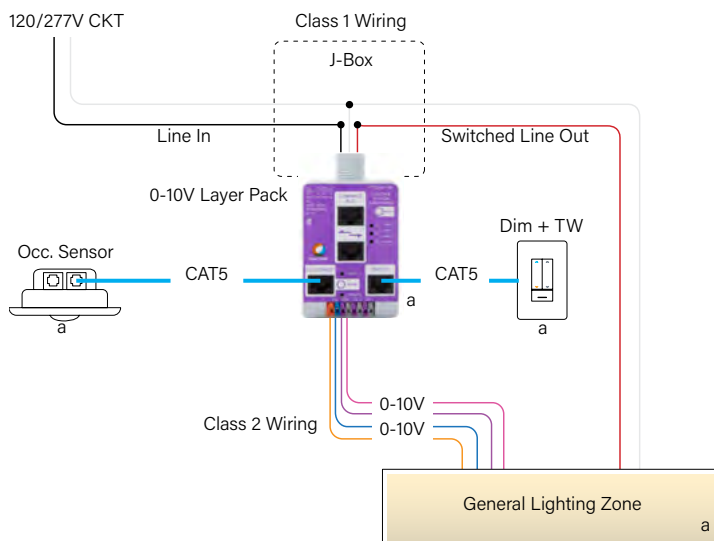 120/277V CKT
Class 1 Wiring
J-Box
Line In
Switched Line Out
0-10V Layer Pack
Dim + TW
Occ. Sensor
CAT5
CAT5
a
a
a
0-10V
Class 2 Wiring
0-10V
General Lighting Zone
a